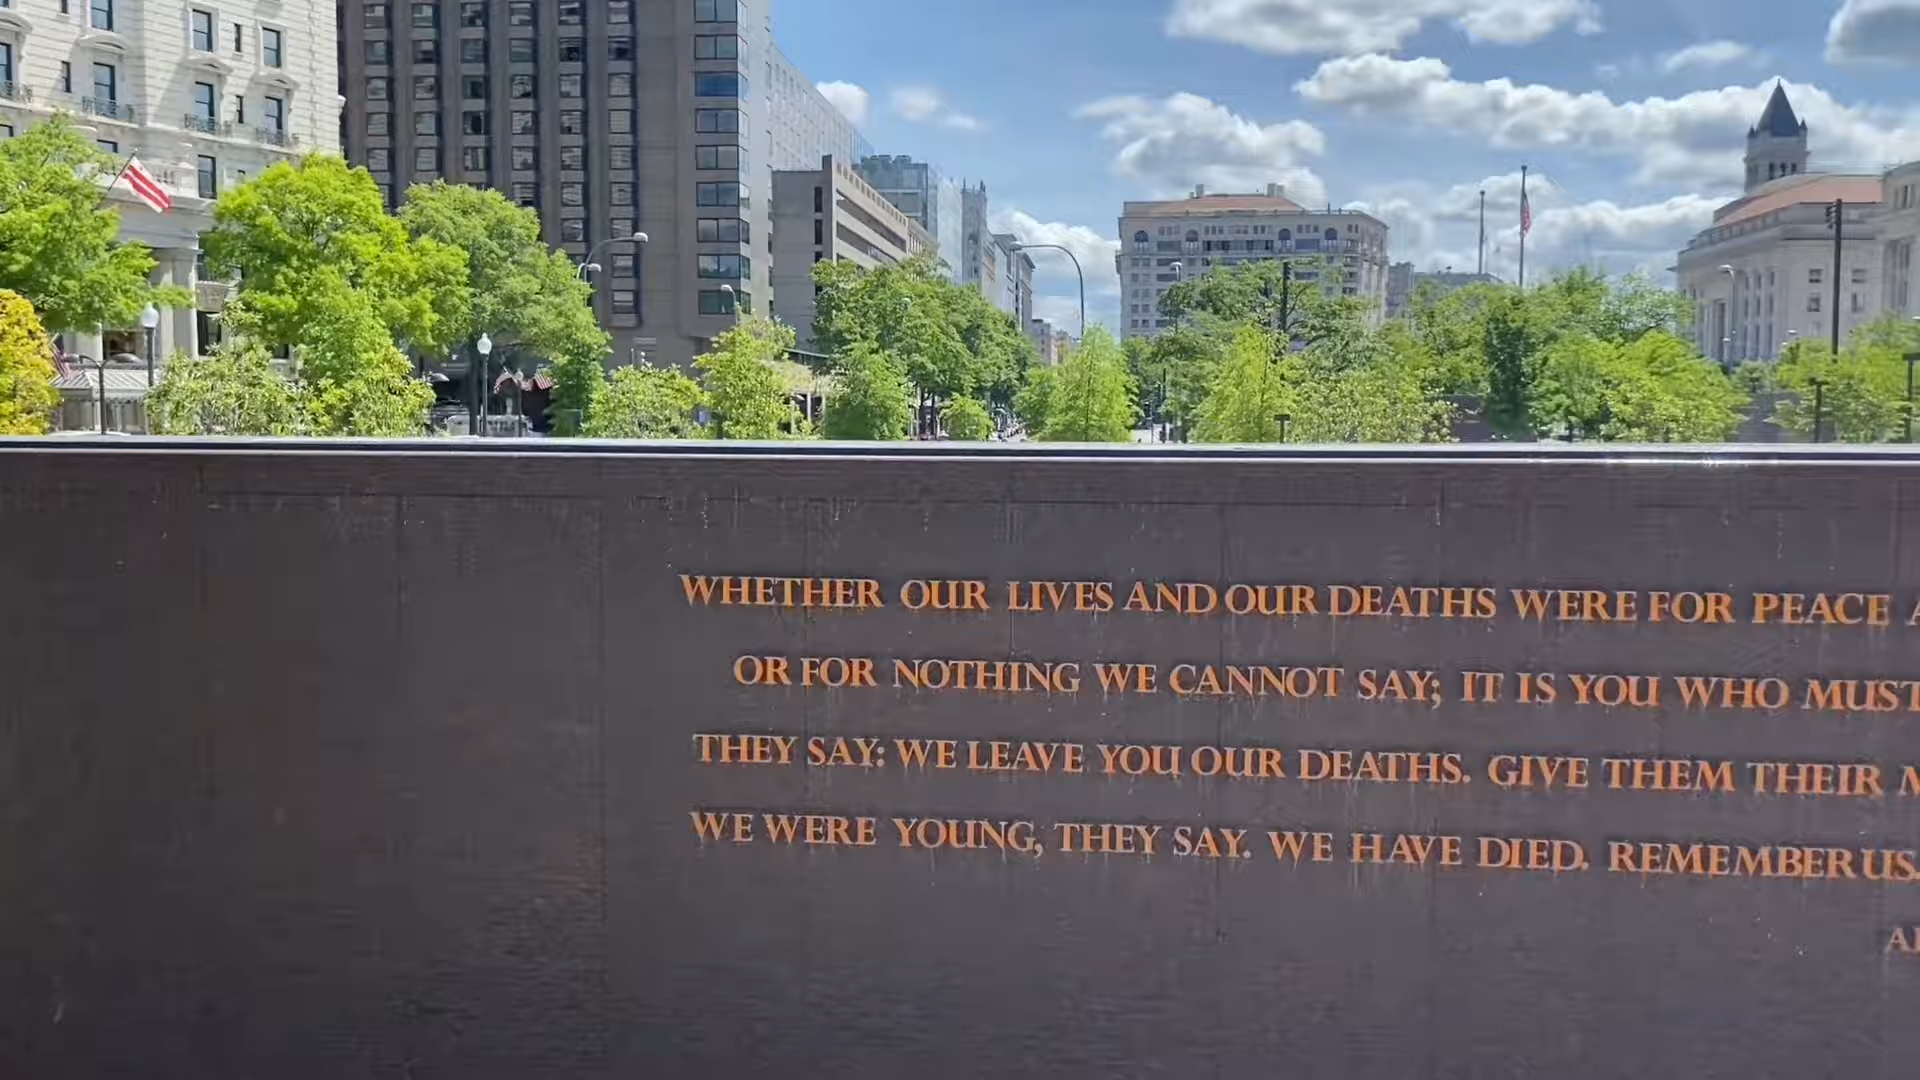 WHETHER OUR LIVES AND OUR DEATHS WERE FOR PEACE A
OR FOR NOTHING WE CANNOT SAY; IT IS YOU WHO MUST
THEY SAY: WE LEAVE YOU OUR DEATHS. GIVE THEM THEIR M
WE WERE YOUNG, THEY SAY. WE HAVE DIED. REMEMBER US.
AR